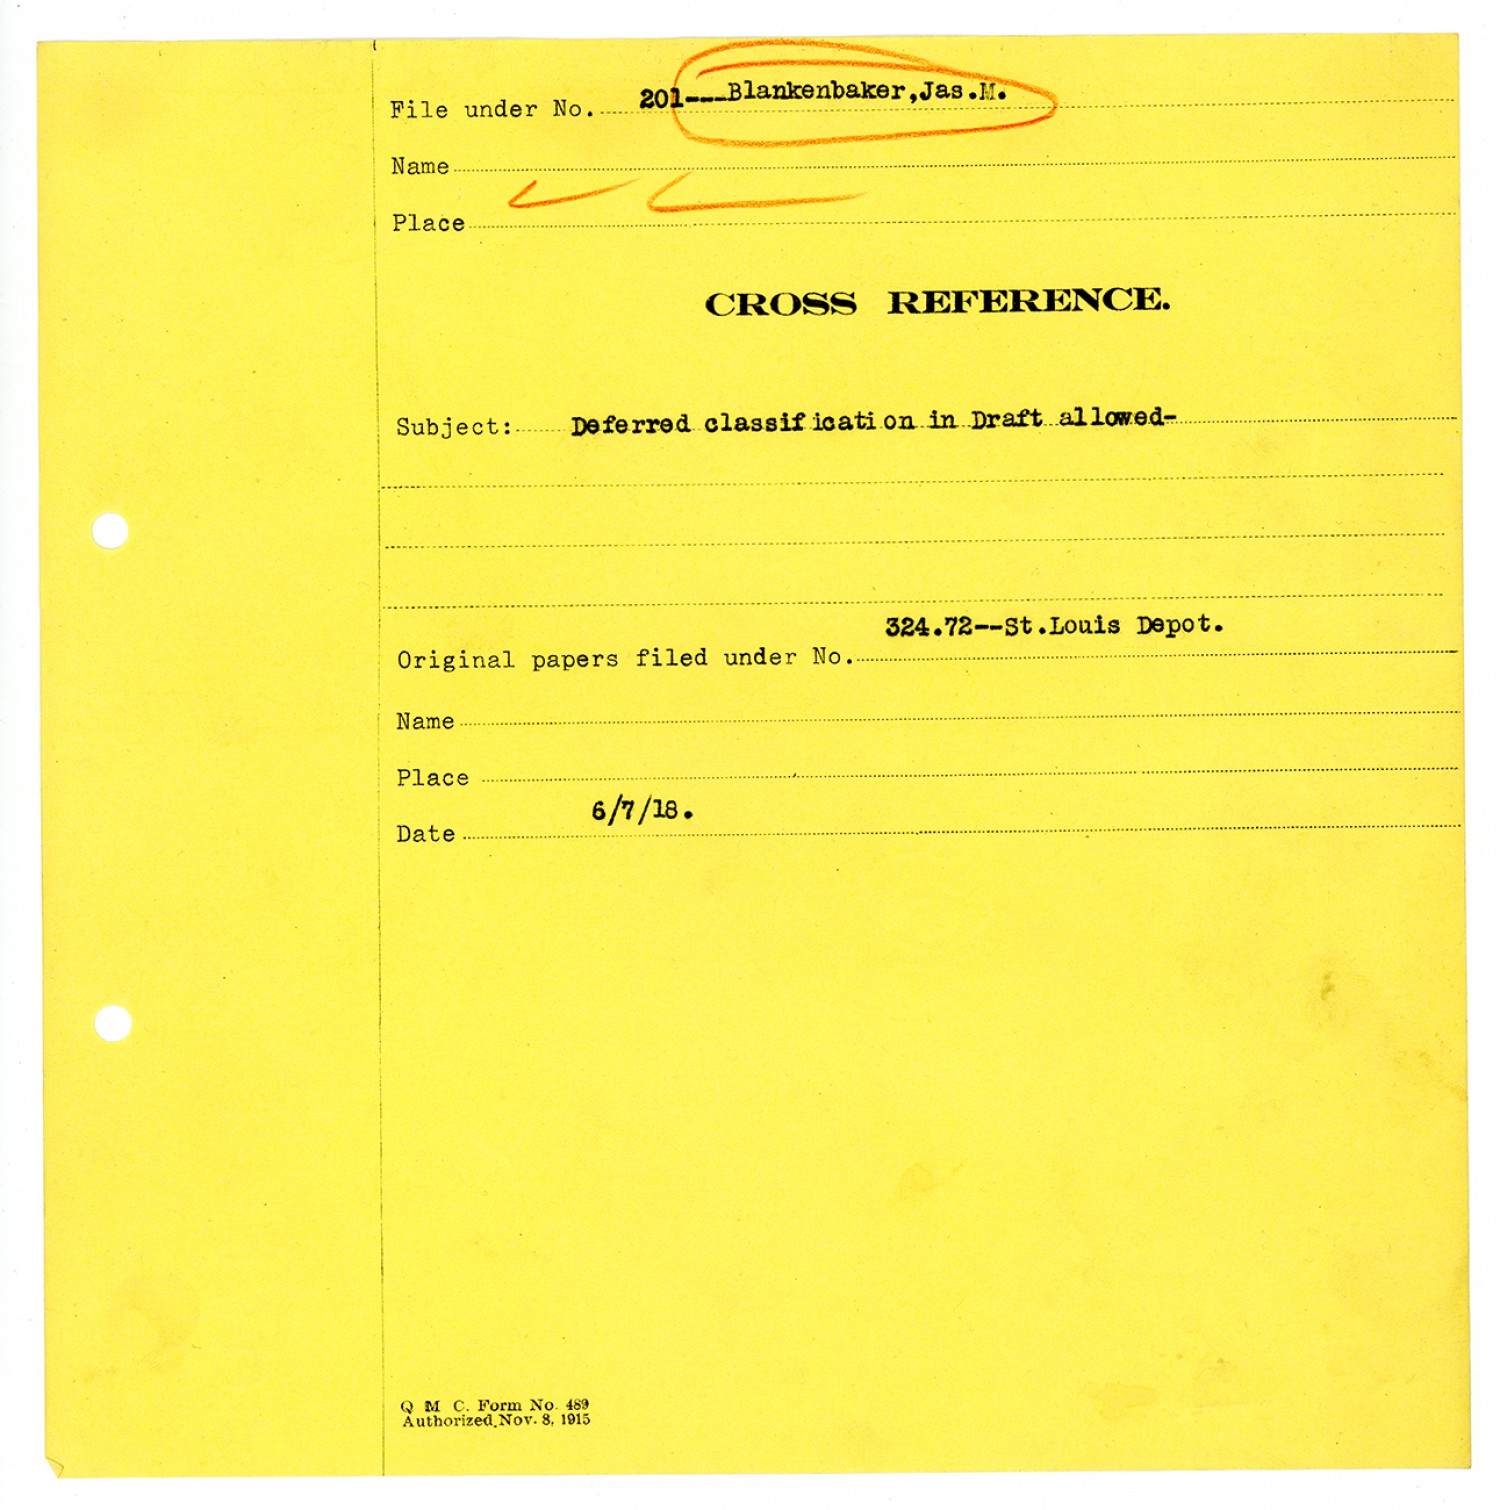 File under No. 201---Blankenbaker,Jas.M.
Name
Place
CROSS REFERENCE.
Subject: Deferred classification in Draft allowed-
324.72--St.Louis Depot.
Original papers filed under No.
Name
Place
6/7/18.
Date
Q M C. Form No. 489
Authorized Nov. 8, 1915